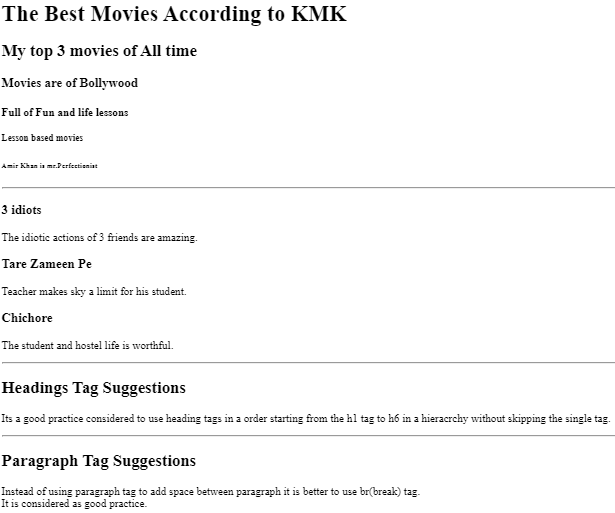 The Best Movies According to KMK
My top 3 movies of All time
Movies are of Bollywood
Full of Fun and life lessons
Lesson based movies
Amir Khan is mr.Perfectionist
3 idiots
The idiotic actions of 3 friends are amazing.
Tare Zameen Pe
Teacher makes sky a limit for his student.
Chichore
The student and hostel life is worthful.
Headings Tag Suggestions
Its a good practice considered to use heading tags in a order starting from the h1 tag to h6 in a hieracrchy without skipping the single tag.
Paragraph Tag Suggestions
Instead of using paragraph tag to add space between paragraph it is better to use br(break) tag.
It is considered as good practice.